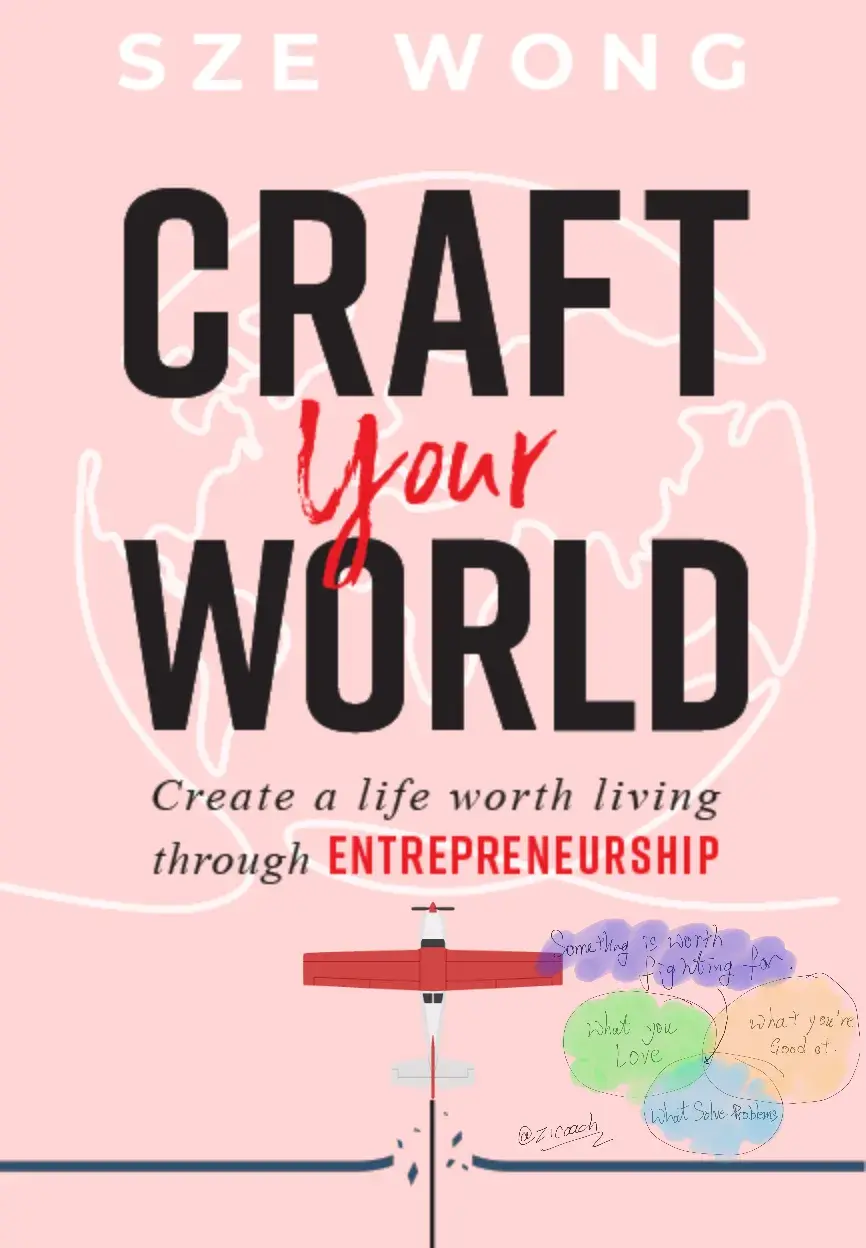 SZE WONG
CRAFT
Your
WORLD
Create a life worth living
through ENTREPRENEURSHIP
Something is worth
fighting for.
What you
Love
What you're
Good at.
What Solve Problems
@zicoach